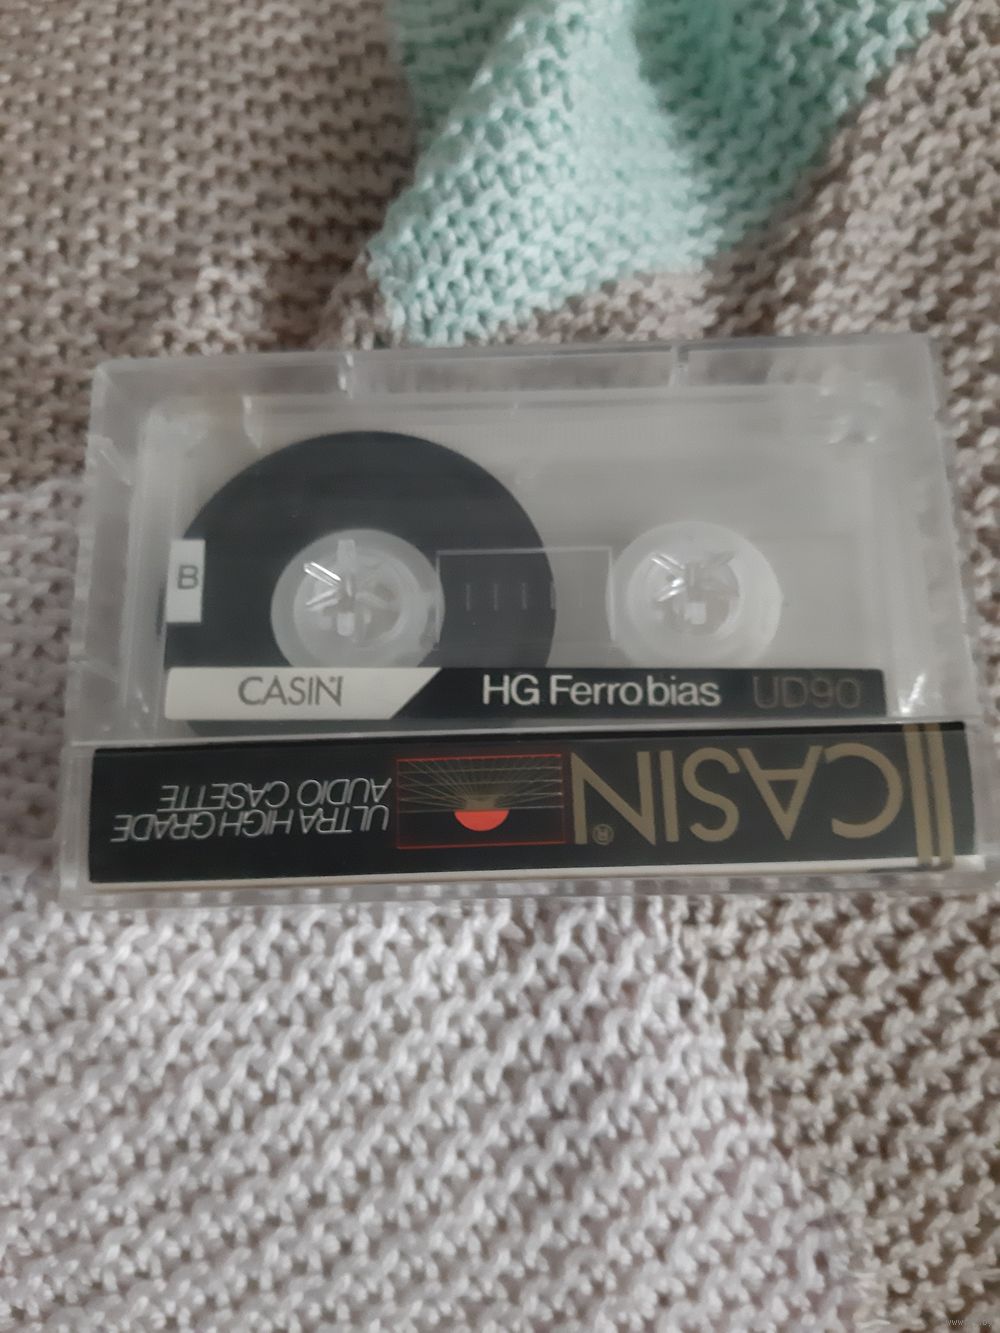 B
CASIN
HG Ferro bias UD90
CASIN®
ULTRA HIGH GRADE
AUDIO CASETTE